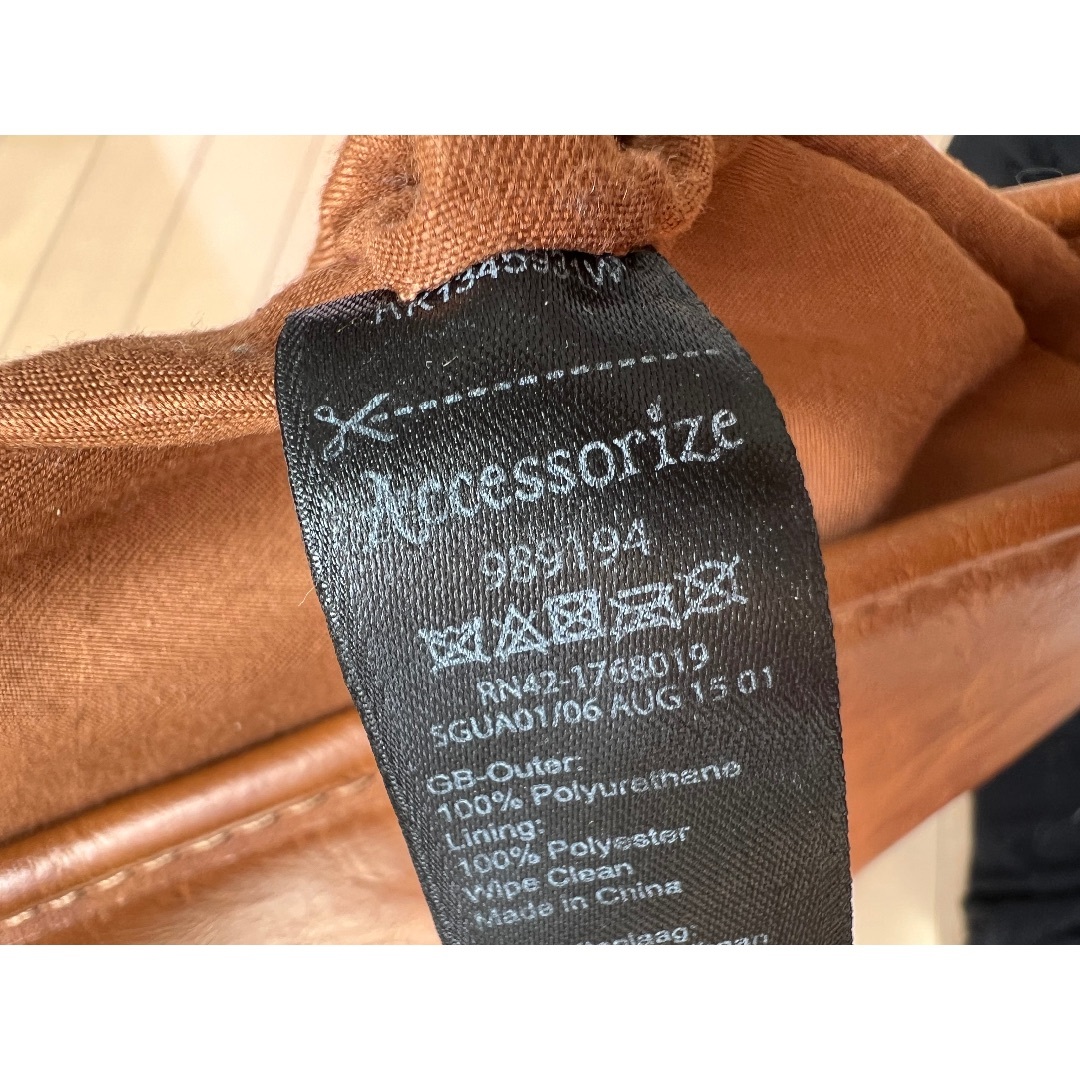 Accessorize
989194
RN42-1768019
SGUA01/06 AUG 15 01
GB-Outer:
100% Polyurethane
Lining:
100% Polyester
Wipe Clean
Made in China